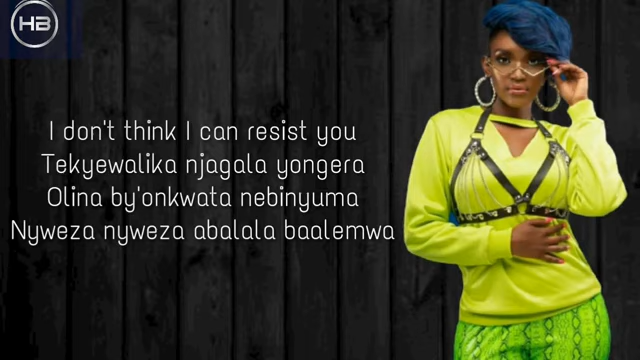 HB
I don't think I can resist you
Tekyewalika njagala yongera
Olina by'onkwata nebinyuma
Nyweza nyweza abalala baalemwa